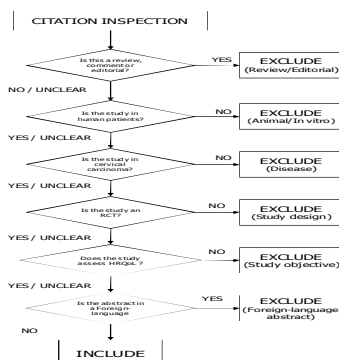 CITATION INSPECTION
Is this a review,
comment or
editorial?
YES
EXCLUDE
(Review/Editorial)
NO / UNCLEAR
Is the study in
human patients?
NO
EXCLUDE
(Animal/In vitro)
YES / UNCLEAR
Is the study in
cervical
carcinoma?
NO
EXCLUDE
(Disease)
YES / UNCLEAR
Is the study an
RCT?
NO
EXCLUDE
(Study design)
YES / UNCLEAR
Does the study
assess HRQoL ?
NO
EXCLUDE
(Study objective)
YES / UNCLEAR
Is the abstract in
a Foreign-
language
YES
EXCLUDE
(Foreign-language
abstract)
NO
INCLUDE